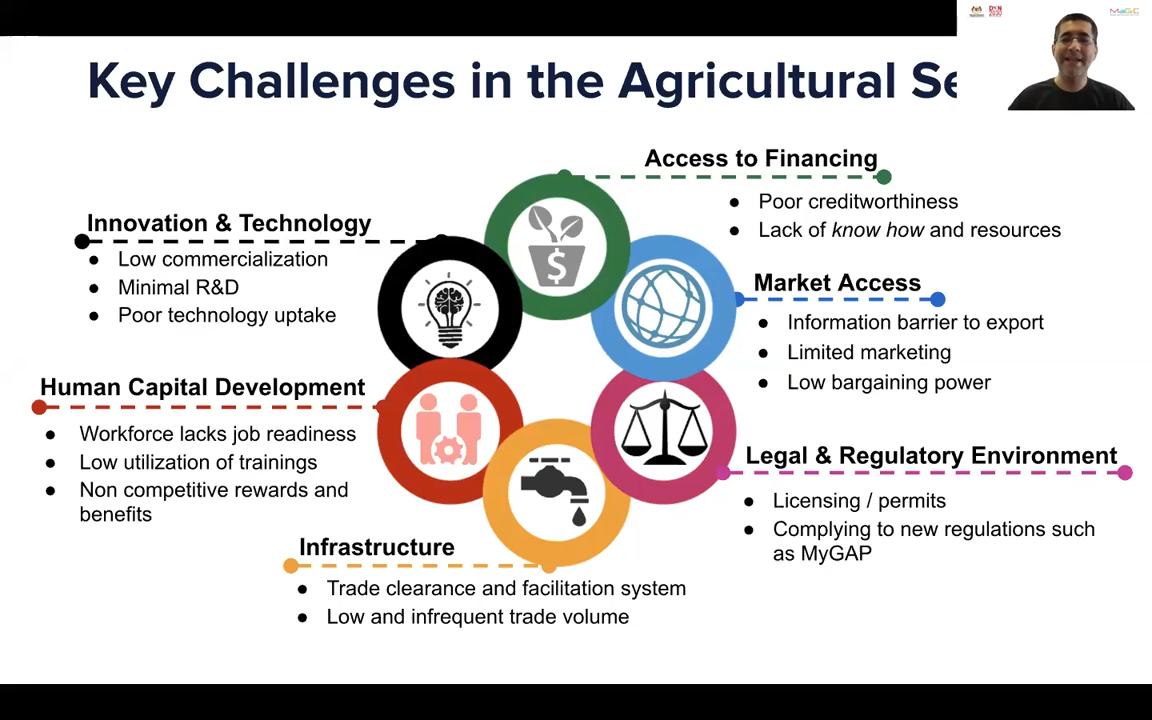 Key Challenges in the Agricultural Se
DKN
2030
MaGIC
Access to Financing
● Poor creditworthiness
● Lack of know how and resources
Innovation & Technology
● Low commercialization
● Minimal R&D
● Poor technology uptake
$
Market Access
● Information barrier to export
● Limited marketing
● Low bargaining power
Human Capital Development
● Workforce lacks job readiness
● Low utilization of trainings
● Non competitive rewards and
benefits
Legal & Regulatory Environment
● Licensing / permits
● Complying to new regulations such
as MyGAP
Infrastructure
● Trade clearance and facilitation system
● Low and infrequent trade volume